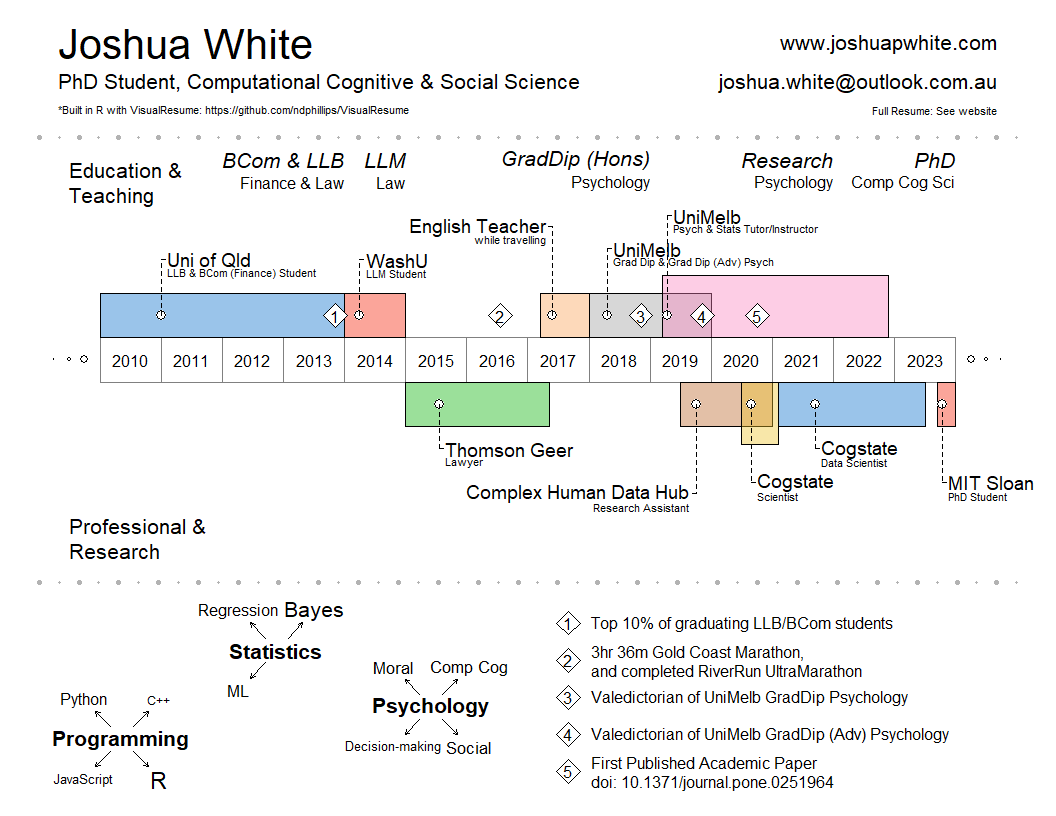 Joshua White
www.joshuapwhite.com
PhD Student, Computational Cognitive & Social Science
joshua.white@outlook.com.au
*Built in R with VisualResume: https://github.com/ndphillips/VisualResume
Full Resume: See website
Education &
Teaching
BCom & LLB
Finance & Law
LLM
Law
GradDip (Hons)
Psychology
Research
Psychology
PhD
Comp Cog Sci
Uni of Qld
LLB & BCom (Finance) Student
WashU
LLM Student
English Teacher
while travelling
UniMelb
Grad Dip & Grad Dip (Adv) Psych
UniMelb
Psych & Stats Tutor/Instructor
1
2
3
4
5
2010 2011 2012 2013 2014 2015 2016 2017 2018 2019 2020 2021 2022 2023
Thomson Geer
Lawyer
Complex Human Data Hub
Research Assistant
Cogstate
Scientist
Cogstate
Data Scientist
MIT Sloan
PhD Student
Professional &
Research
Regression Bayes
Statistics
ML
Moral Comp Cog
Psychology
Decision-making Social
Python C++
Programming
JavaScript R
1 Top 10% of graduating LLB/BCom students
2 3hr 36m Gold Coast Marathon,
and completed RiverRun UltraMarathon
3 Valedictorian of UniMelb GradDip Psychology
4 Valedictorian of UniMelb GradDip (Adv) Psychology
5 First Published Academic Paper
doi: 10.1371/journal.pone.0251964